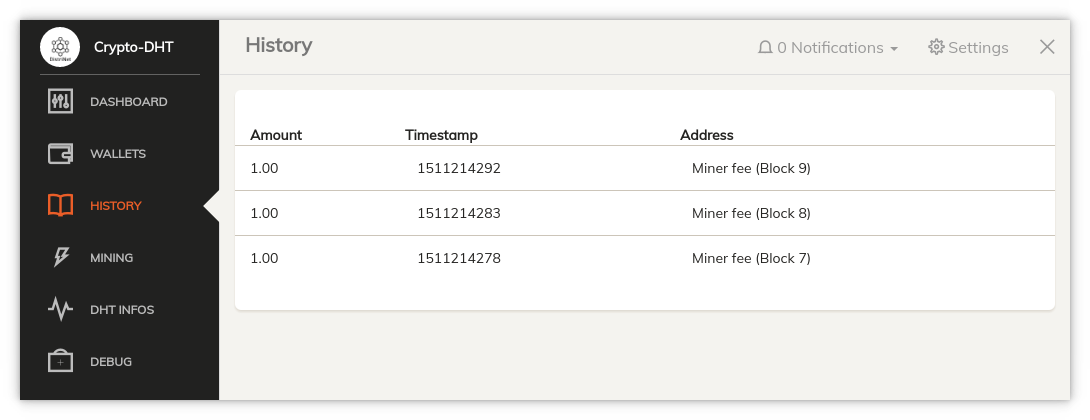 Crypto-DHT
DASHBOARD
WALLETS
HISTORY
MINING
DHT INFOS
DEBUG
History
0 Notifications
Settings
Amount Timestamp Address
1.00 1511214292 Miner fee (Block 9)
1.00 1511214283 Miner fee (Block 8)
1.00 1511214278 Miner fee (Block 7)